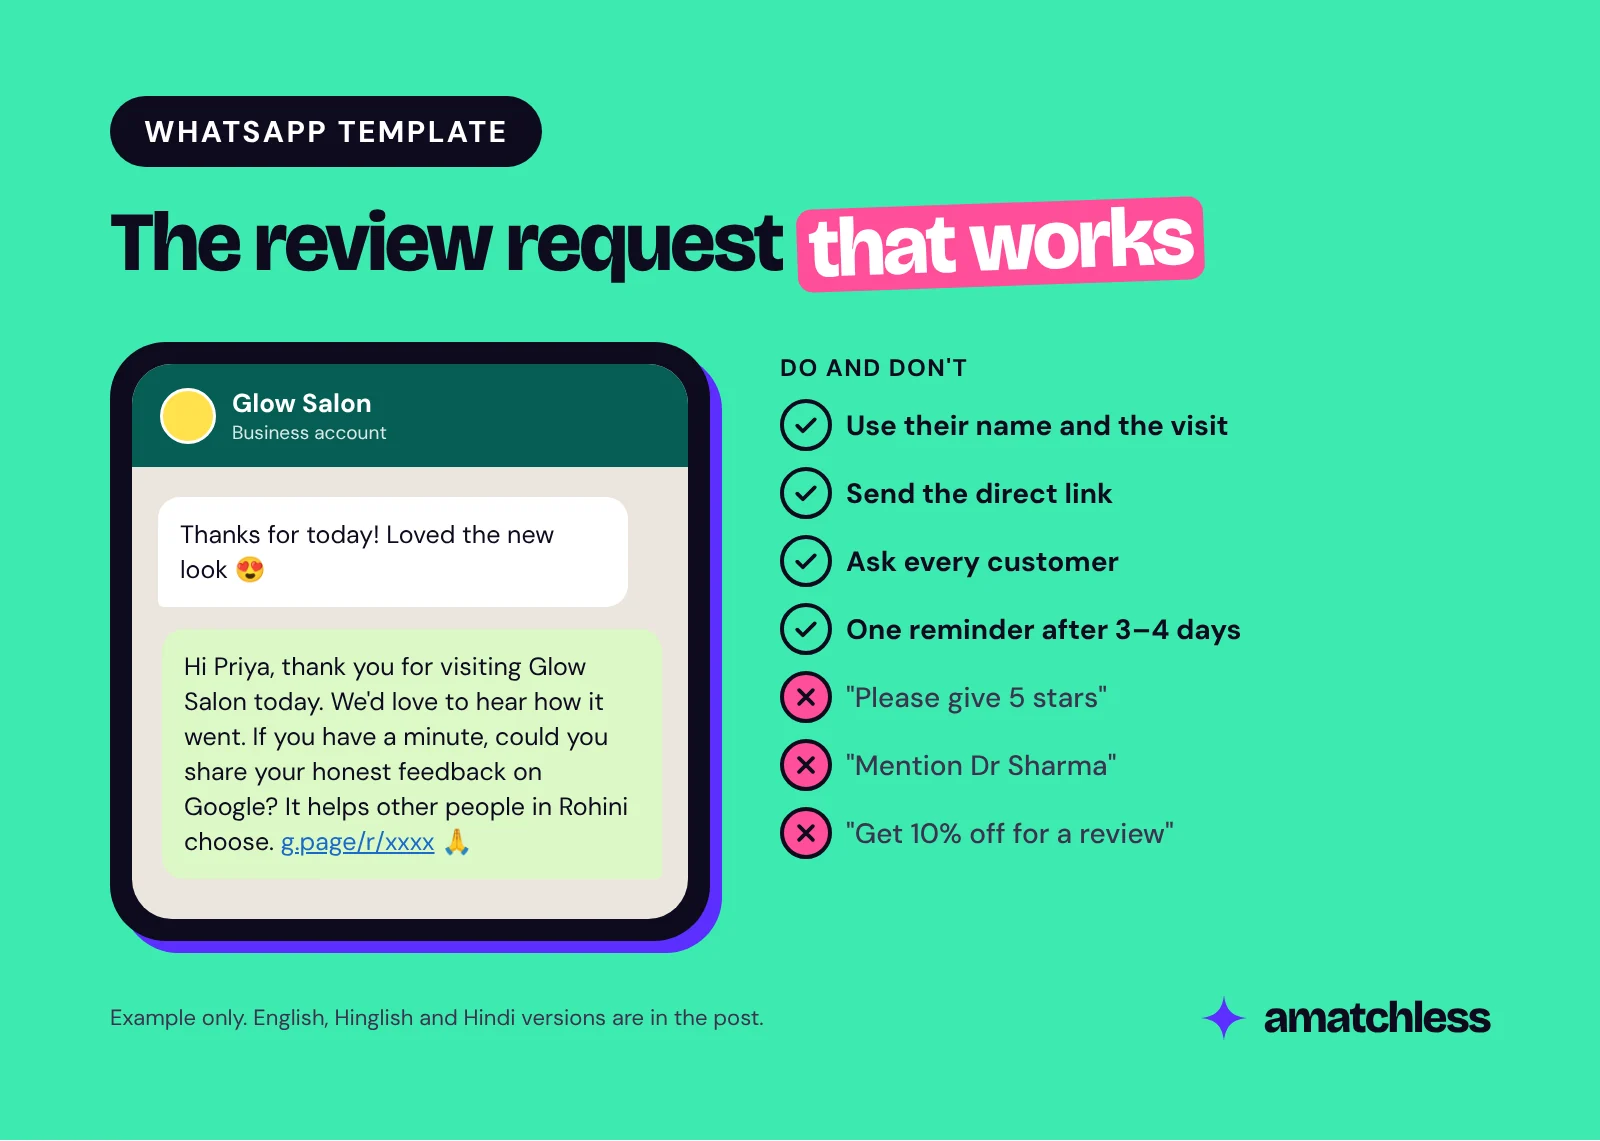 WHATSAPP TEMPLATE
The review request that works
Glow Salon
Business account
Thanks for today! Loved the new
look 😍
Hi Priya, thank you for visiting Glow
Salon today. We'd love to hear how it
went. If you have a minute, could you
share your honest feedback on
Google? It helps other people in Rohini
choose. g.page/r/xxxx 🙏
DO AND DON'T
Use their name and the visit
Send the direct link
Ask every customer
One reminder after 3–4 days
"Please give 5 stars"
"Mention Dr Sharma"
"Get 10% off for a review"
Example only. English, Hinglish and Hindi versions are in the post.
amatchless